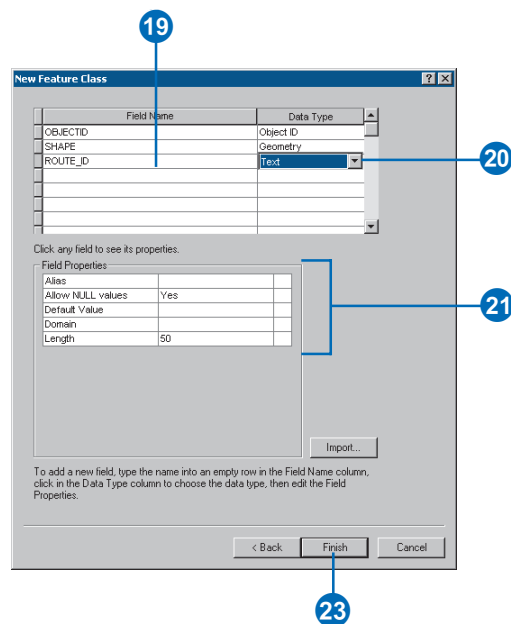 19
New Feature Class
Field Name Data Type
OBJECTID Object ID
SHAPE Geometry
ROUTE_ID Text
20
Click any field to see its properties.
Field Properties
Alias
Allow NULL values Yes
Default Value
Domain
Length 50
21
Import...
To add a new field, type the name into an empty row in the Field Name column,
click in the Data Type column to choose the data type, then edit the Field
Properties.
< Back Finish Cancel
23